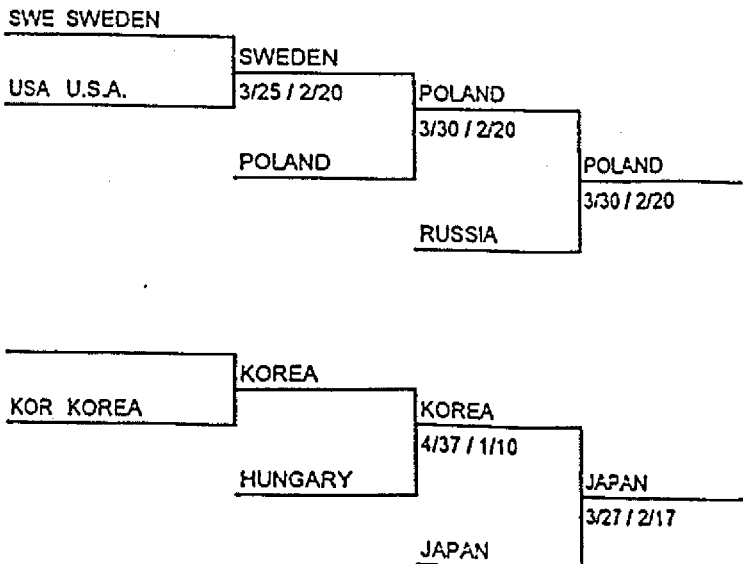 SWE SWEDEN
SWEDEN
USA U.S.A.
3/25 / 2/20
POLAND
3/30 / 2/20
POLAND
POLAND
3/30 / 2/20
RUSSIA
KOREA
KOR KOREA
KOREA
4/37 / 1/10
HUNGARY
JAPAN
3/27 / 2/17
JAPAN